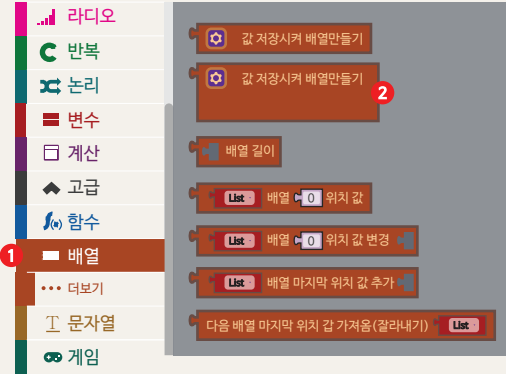 라디오
반복
논리
변수
계산
고급
함수
1 배열
더보기
문자열
게임
값 저장시켜 배열만들기
값 저장시켜 배열만들기
2
배열 길이
List 배열 0 위치 값
List 배열 0 위치 값 변경
List 배열 마지막 위치 값 추가
다음 배열 마지막 위치 갑 가져옴(잘라내기) List